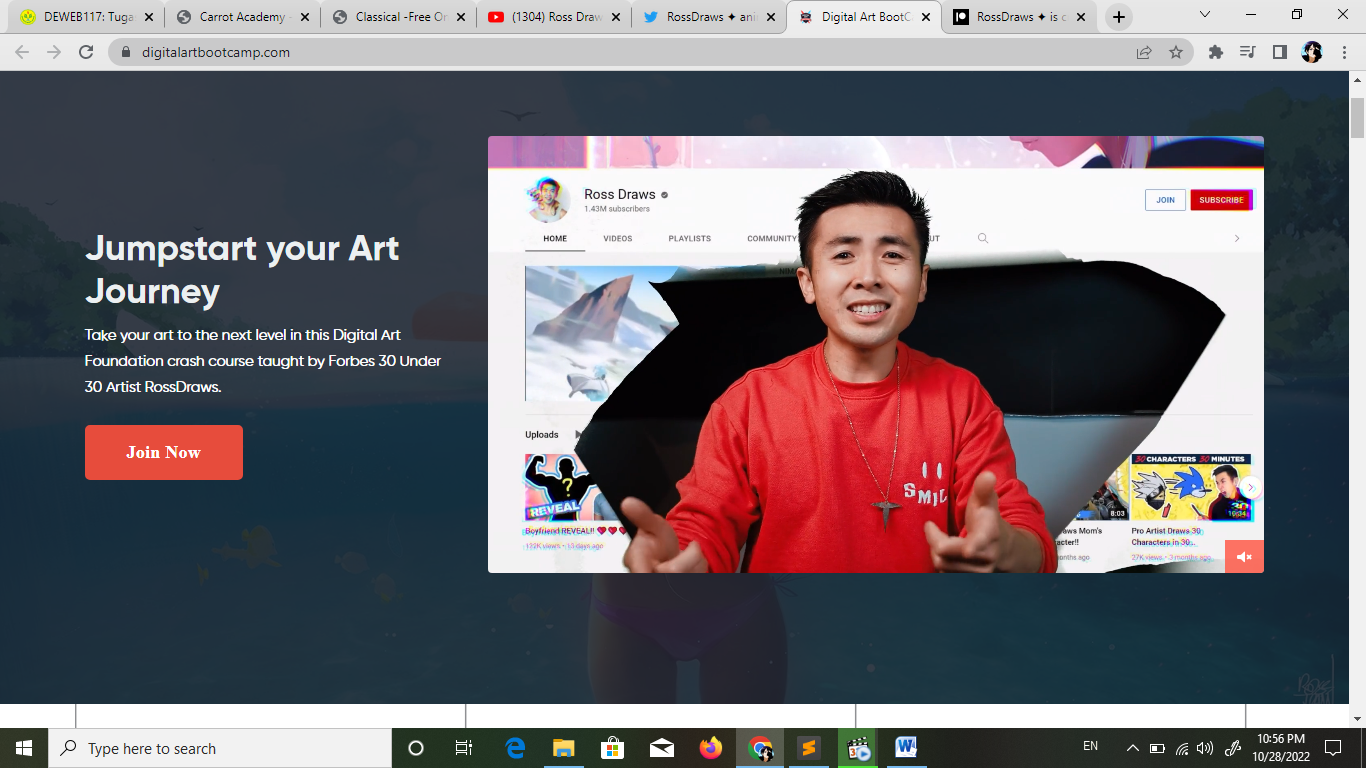 DEWEB117: Tuga
Carrot Academy -
Classical -Free Or
(1304) Ross Draw
RossDraws ✦ ani
Digital Art BootC
RossDraws ✦ is c
digitalartbootcamp.com
Ross Draws
1.43M subscribers
JOIN
SUBSCRIBE
HOME
VIDEOS
PLAYLISTS
COMMUNITY
UT
Jumpstart your Art
Journey
Take your art to the next level in this Digital Art
Foundation crash course taught by Forbes 30 Under
30 Artist RossDraws.
Join Now
Uploads
REVEAL
Boyfriend REVEAL!! ❤❤❤
122K views • 13 days ago
SMIL
8:03
aws Mom's
acter!!
onths ago
30 CHARACTERS 30 MINUTES
10:34
Pro Artist Draws 30
Characters in 30...
27K views • 3 months ago
Type here to search
EN
10:56 PM
10/28/2022